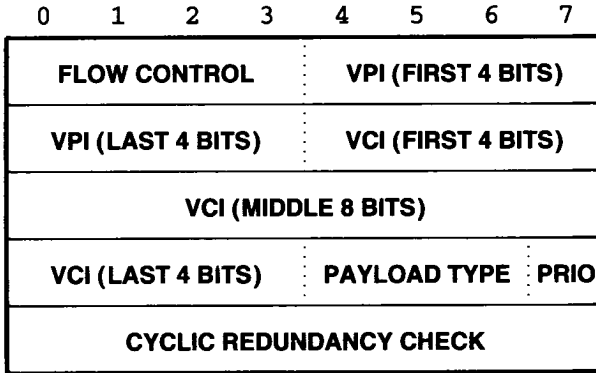 0 1 2 3 4 5 6 7
FLOW CONTROL VPI (FIRST 4 BITS)
VPI (LAST 4 BITS) VCI (FIRST 4 BITS)
VCI (MIDDLE 8 BITS)
VCI (LAST 4 BITS) PAYLOAD TYPE PRIO
CYCLIC REDUNDANCY CHECK